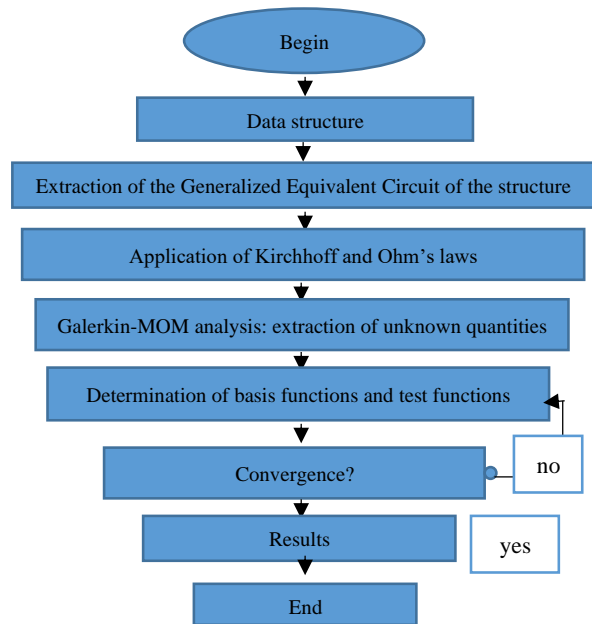 Begin
Data structure
Extraction of the Generalized Equivalent Circuit of the structure
Application of Kirchhoff and Ohm’s laws
Galerkin-MOM analysis: extraction of unknown quantities
Determination of basis functions and test functions
Convergence?
no
Results
yes
End